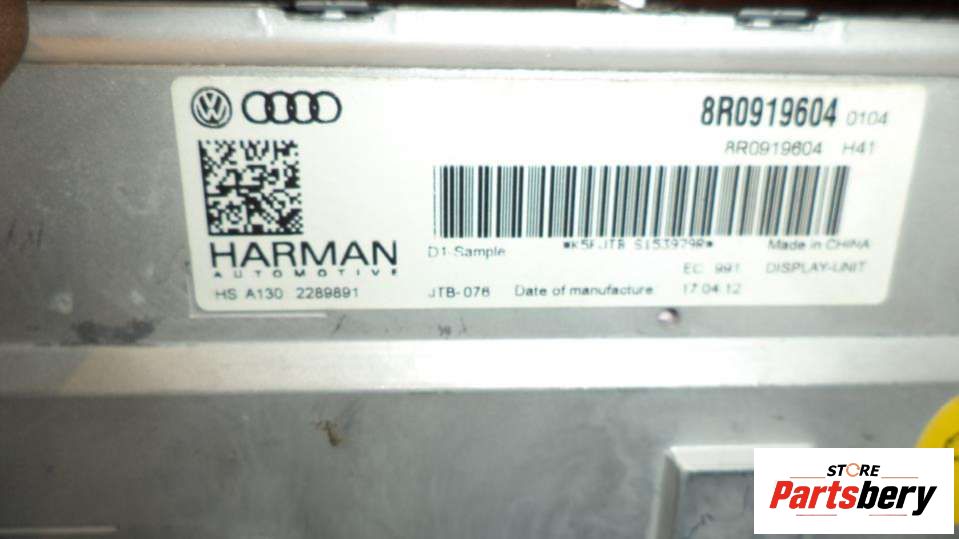 8R0919604 0104
8R0919604 H41
HARMAN
AUTOMOTIVE
D1-Sample Made in CHINA
EC 991 DISPLAY-UNIT
HS A130 2289891 JTB-076 Date of manufacture: 17.04.12
STORE
Partsbery